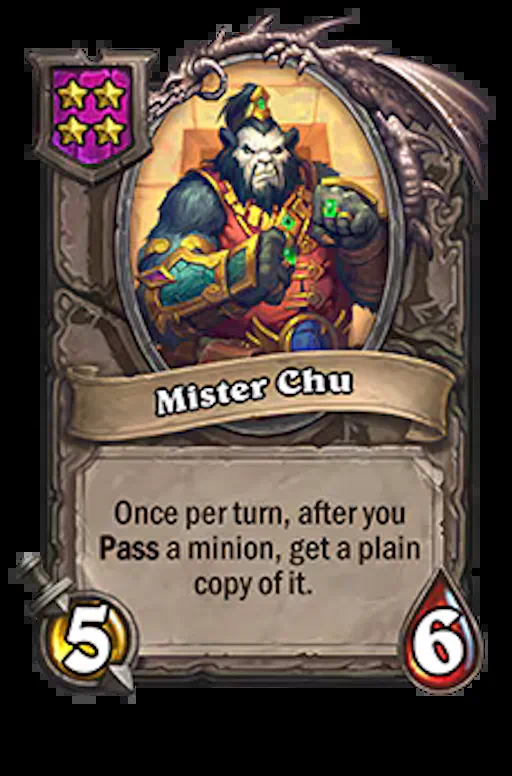 Mister Chu
Once per turn, after you
Pass a minion, get a plain
copy of it.
5
6